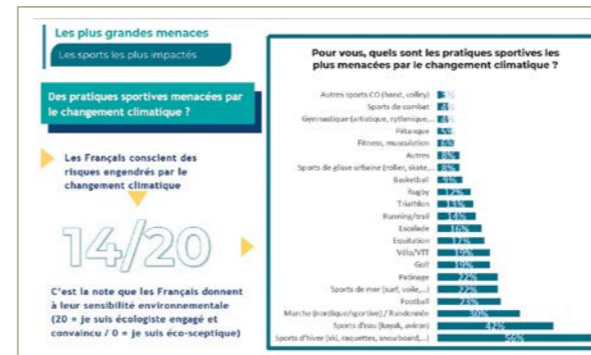 Les plus grandes menaces
Les sports les plus impactés
Des pratiques sportives menacées par
le changement climatique ?
Les Français conscient des
risques engendrés par le
changement climatique
14/20
C'est la note que les Français donnent
à leur sensibilité environnementale
(20 = je suis écologiste engagé et
convaincu / 0 = je suis éco-sceptique)
Pour vous, quels sont les pratiques sportives les
plus menacées par le changement climatique ?
Autres sports CO (hand, volley)
Sports de combat 4%
Gymnastique (artistique, rythmique,... 4%
Pétanque 5%
Fitness, musculation 6%
Autres 8%
Sports de glisse urbaine (roller, skate,... 8%
Basketball 9%
Rugby 12%
Triathlon 13%
Running/trail 14%
Escalade 16%
Equitation 17%
Vélo/VTT 19%
Golf 19%
Patinage 22%
Sports de mer (surf, voile,...) 22%
Football 23%
Marche (nordique/sportive) / Randonnée 30%
Sports d'eau (kayak, aviron) 42%
Sports d'hiver (ski, raquettes, snowboard,...) 56%